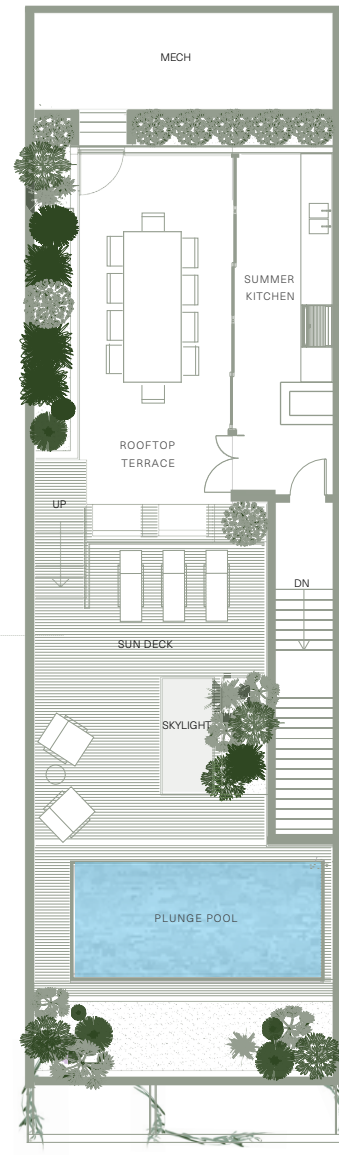 MECH
SUMMER
KITCHEN
ROOFTOP
TERRACE
UP
DN
SUN DECK
SKYLIGHT
PLUNGE POOL